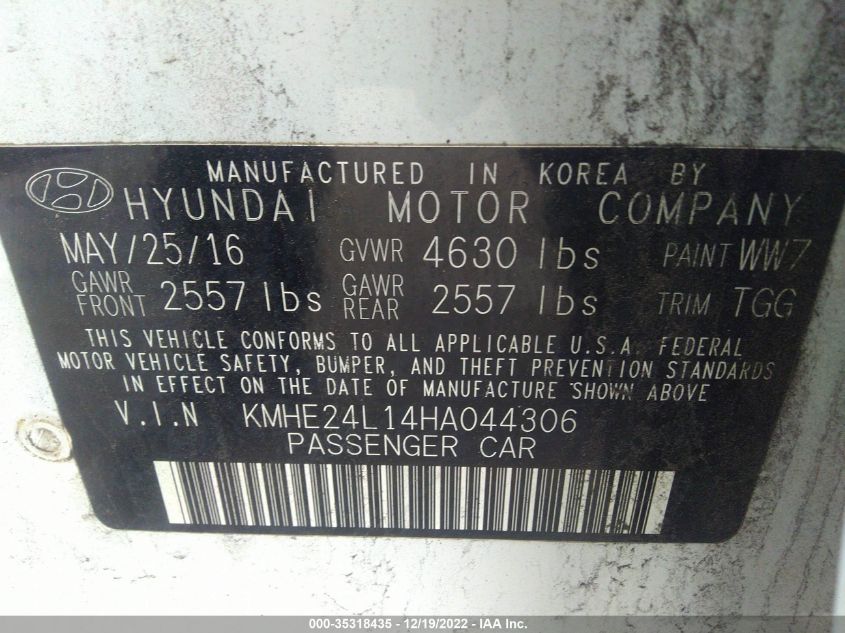 MANUFACTURED IN KOREA BY
HYUNDAI MOTOR COMPANY
MAY/25/16 GVWR 4630 lbs PAINT WW7
GAWR FRONT 2557 lbs GAWR REAR 2557 lbs TRIM TGG
THIS VEHICLE CONFORMS TO ALL APPLICABLE U.S.A. FEDERAL
MOTOR VEHICLE SAFETY, BUMPER, AND THEFT PREVENTION STANDARDS
IN EFFECT ON THE DATE OF MANUFACTURE SHOWN ABOVE
V.I.N KMHE24L14HA044306
PASSENGER CAR
000-35318435 - 12/19/2022 - IAA Inc.